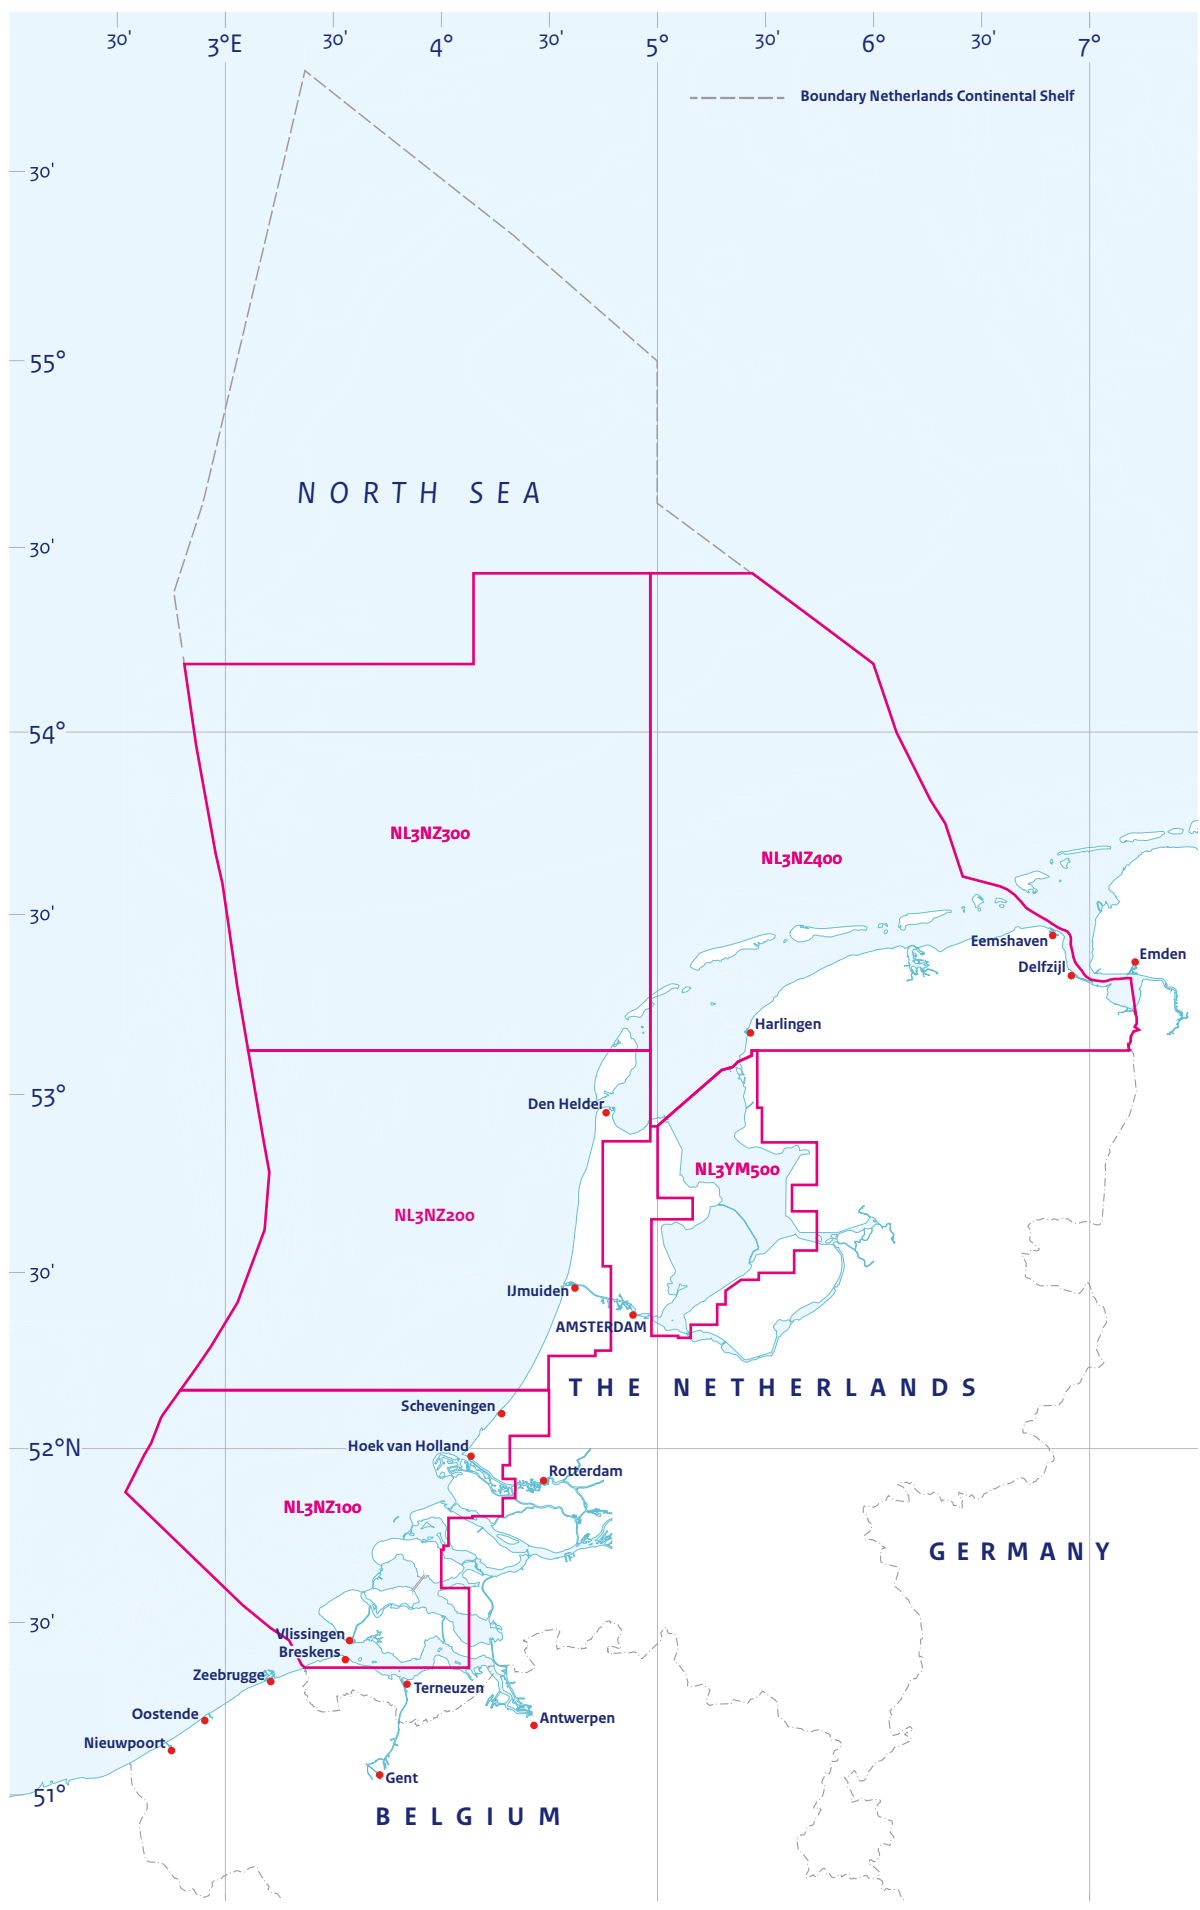 30'
3°E
30'
4°
30'
5°
30'
6°
30'
7°
Boundary Netherlands Continental Shelf
30'
55°
NORTH SEA
30'
54°
NL3NZ300
NL3NZ400
30'
Eemshaven
Emden
Delfzijl
Harlingen
53°
Den Helder
NL3YM500
NL3NZ200
30'
IJmuiden
AMSTERDAM
THE NETHERLANDS
Scheveningen
52°N
Hoek van Holland
Rotterdam
NL3NZ100
GERMANY
30'
Vlissingen
Breskens
Zeebrugge
Terneuzen
Oostende
Antwerpen
Nieuwpoort
Gent
51°
BELGIUM